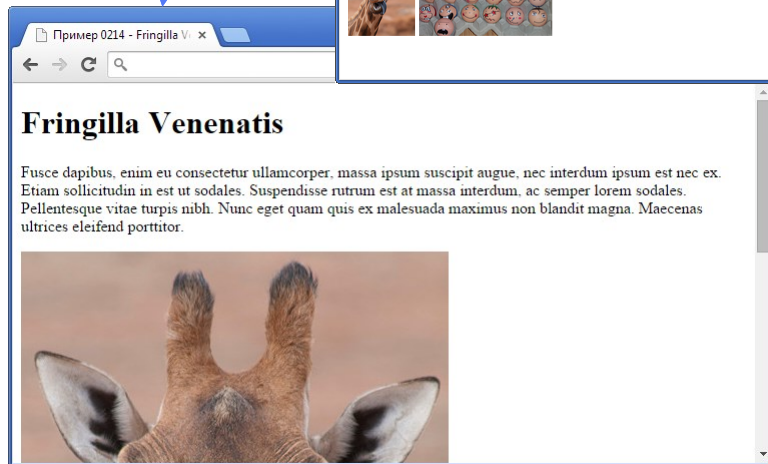 Пример 0214 - Fringilla V
Fringilla Venenatis
Fusce dapibus, enim eu consectetur ullamcorper, massa ipsum suscipit augue, nec interdum ipsum est nec ex.
Etiam sollicitudin in est ut sodales. Suspendisse rutrum est at massa interdum, ac semper lorem sodales.
Pellentesque vitae turpis nibh. Nunc eget quam quis ex malesuada maximus non blandit magna. Maecenas
ultrices eleifend porttitor.